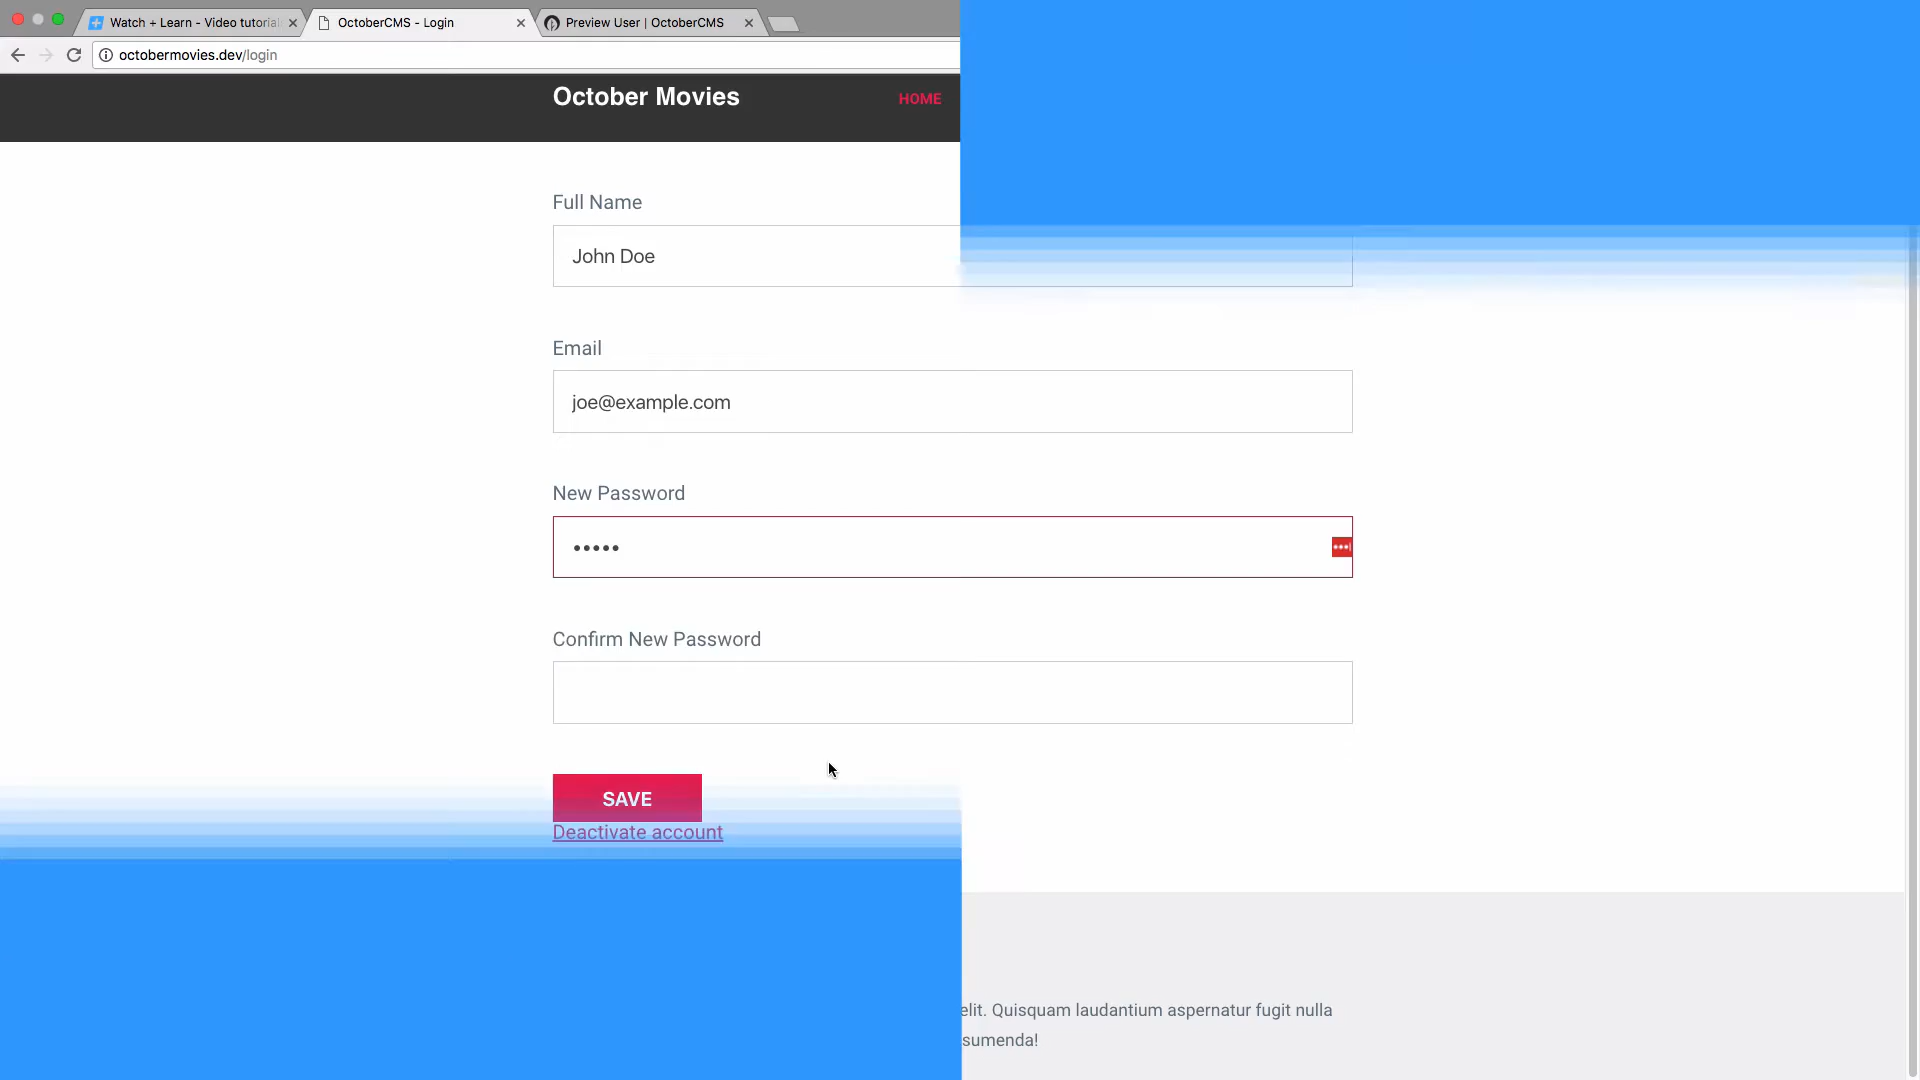 Watch + Learn - Video tutorial
OctoberCMS - Login
Preview User | OctoberCMS
octobermovies.dev/login
October Movies
HOME
Full Name
John Doe
Email
joe@example.com
New Password
•••••
Confirm New Password
SAVE
Deactivate account
elit. Quisquam laudantium aspernatur fugit nulla
sumenda!